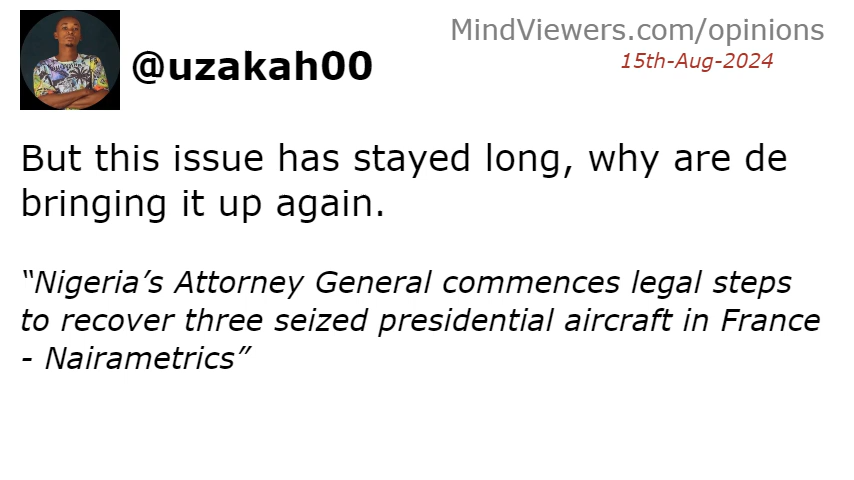 MindViewers.com/opinions
15th-Aug-2024
@uzakah00
But this issue has stayed long, why are de
bringing it up again.
“Nigeria’s Attorney General commences legal steps
to recover three seized presidential aircraft in France
- Nairametrics”